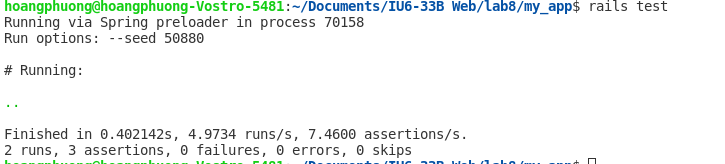 hoangphuong@hoangphuong-Vostro-5481:~/Documents/IU6-33B Web/lab8/my_app$ rails test
Running via Spring preloader in process 70158
Run options: --seed 50880
# Running:
..
Finished in 0.402142s, 4.9734 runs/s, 7.4600 assertions/s.
2 runs, 3 assertions, 0 failures, 0 errors, 0 skips
hoangphuong@hoangphuong-Vostro-5481:~/Documents/IU6-33B Web/lab8/my_app$